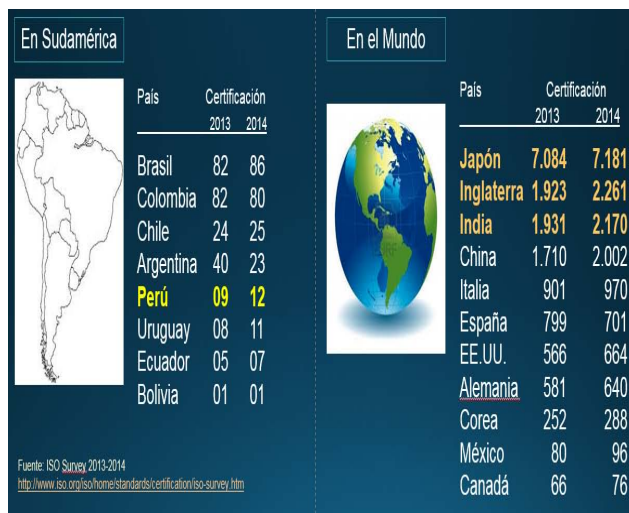 En Sudamérica
País Certificación
2013 2014
Brasil 82 86
Colombia 82 80
Chile 24 25
Argentina 40 23
Perú 09 12
Uruguay 08 11
Ecuador 05 07
Bolivia 01 01
Fuente: ISO Survey 2013-2014
http://www.iso.org/iso/home/standards/certification/iso-survey.htm
En el Mundo
País Certificación
2013 2014
Japón 7.084 7.181
Inglaterra 1.923 2.261
India 1.931 2.170
China 1.710 2.002
Italia 901 970
España 799 701
EE.UU. 566 664
Alemania 581 640
Corea 252 288
México 80 96
Canadá 66 76